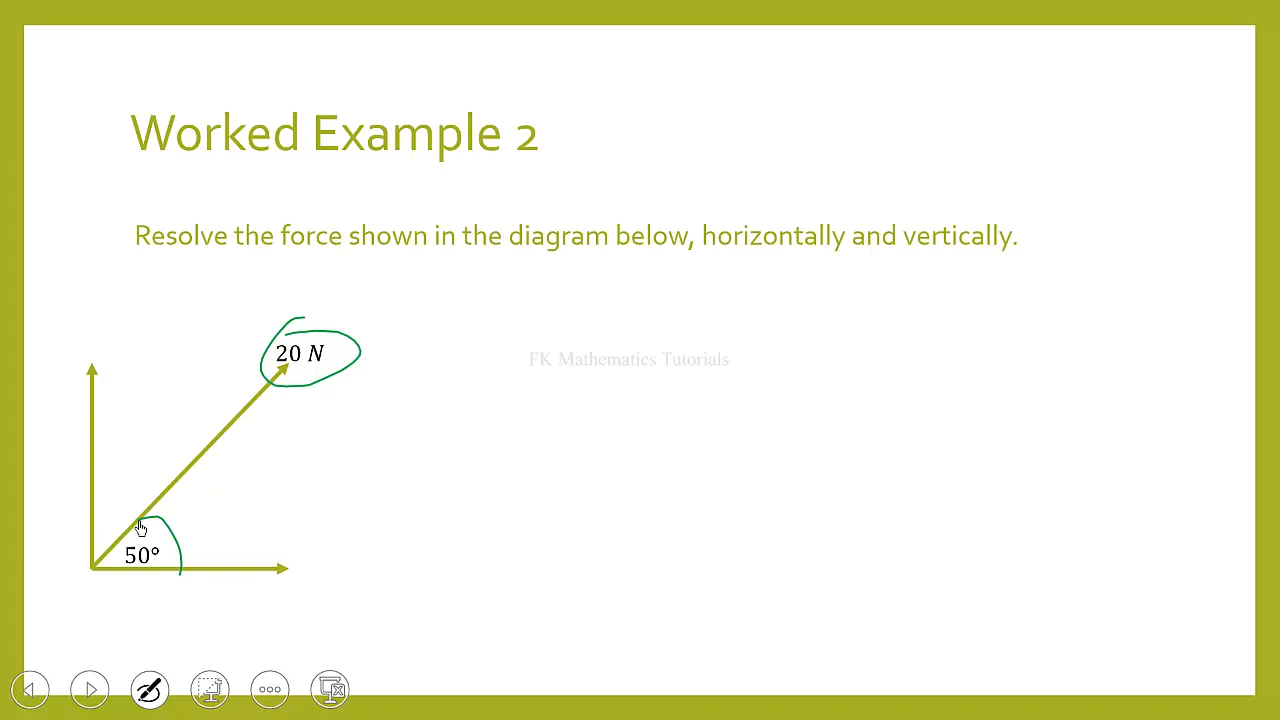 Worked Example 2
Resolve the force shown in the diagram below, horizontally and vertically.
20 N
FK Mathematics Tutorials
50°